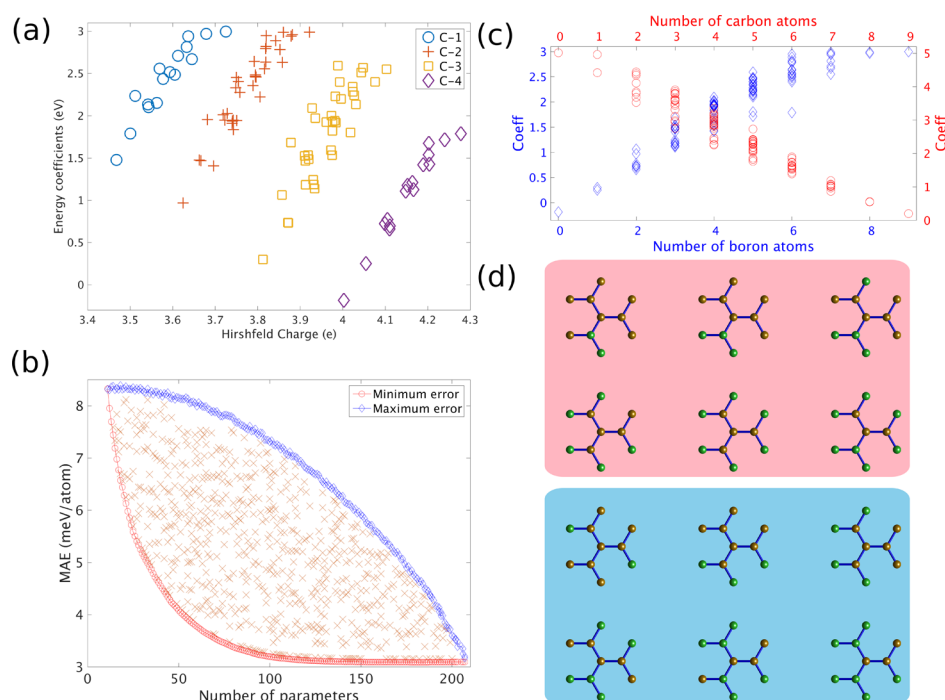 (a)
Energy coefficients (eV)
3
2.5
2
1.5
1
0.5
0
3.4 3.5 3.6 3.7 3.8 3.9 4 4.1 4.2 4.3
Hirshfeld Charge (e)
C-1
C-2
C-3
C-4
(b)
MAE (meV/atom)
8
7
6
5
4
3
50 100 150 200
Number of parameters
Minimum error
Maximum error
(c)
Number of carbon atoms
0 1 2 3 4 5 6 7 8 9
Coeff
3
2.5
2
1.5
1
0.5
0
5
4
3
2
1
0
Coeff
0 2 4 6 8
Number of boron atoms
(d)